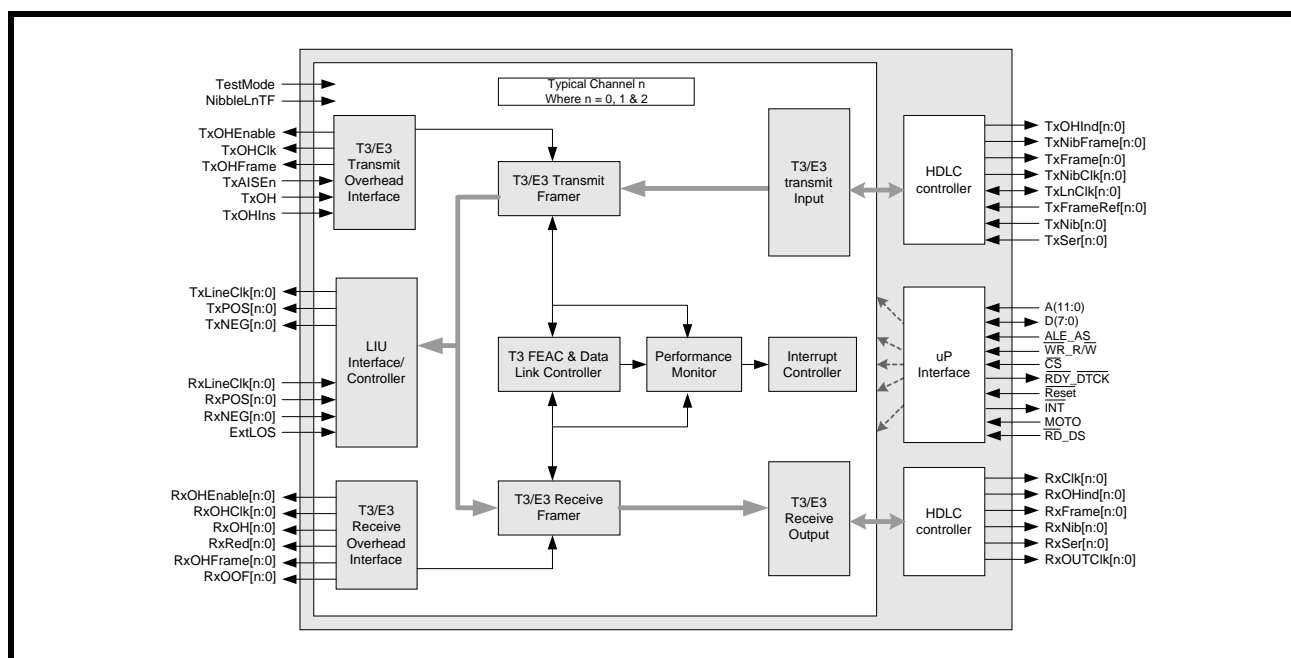 TestMode
NibbleLnTF
TxOHEnable
TxOHClk
TxOHFrame
TxAISEn
TxOH
TxOHIns
TxLineClk[n:0]
TxPOS[n:0]
TxNEG[n:0]
RxLineClk[n:0]
RxPOS[n:0]
RxNEG[n:0]
ExtLOS
RxOHEnable[n:0]
RxOHClk[n:0]
RxOH[n:0]
RxRed[n:0]
RxOHFrame[n:0]
RxOOF[n:0]
T3/E3
Transmit
Overhead
Interface
LIU
Interface/
Controller
T3/E3
Receive
Overhead
Interface
Typical Channel n
Where n = 0, 1 & 2
T3/E3 Transmit
Framer
T3 FEAC & Data
Link Controller
T3/E3 Receive
Framer
Performance
Monitor
T3/E3
transmit
Input
Interrupt
Controller
T3/E3
Receive
Output
HDLC
controller
uP
Interface
HDLC
controller
TxOHInd[n:0]
TxNibFrame[n:0]
TxFrame[n:0]
TxNibClk[n:0]
TxLnClk[n:0]
TxFrameRef[n:0]
TxNib[n:0]
TxSer[n:0]
A(11:0)
D(7:0)
ALE_AS
WR_R/W
CS
RDY_DTCK
Reset
INT
MOTO
RD_DS
RxClk[n:0]
RxOHind[n:0]
RxFrame[n:0]
RxNib[n:0]
RxSer[n:0]
RxOUTClk[n:0]